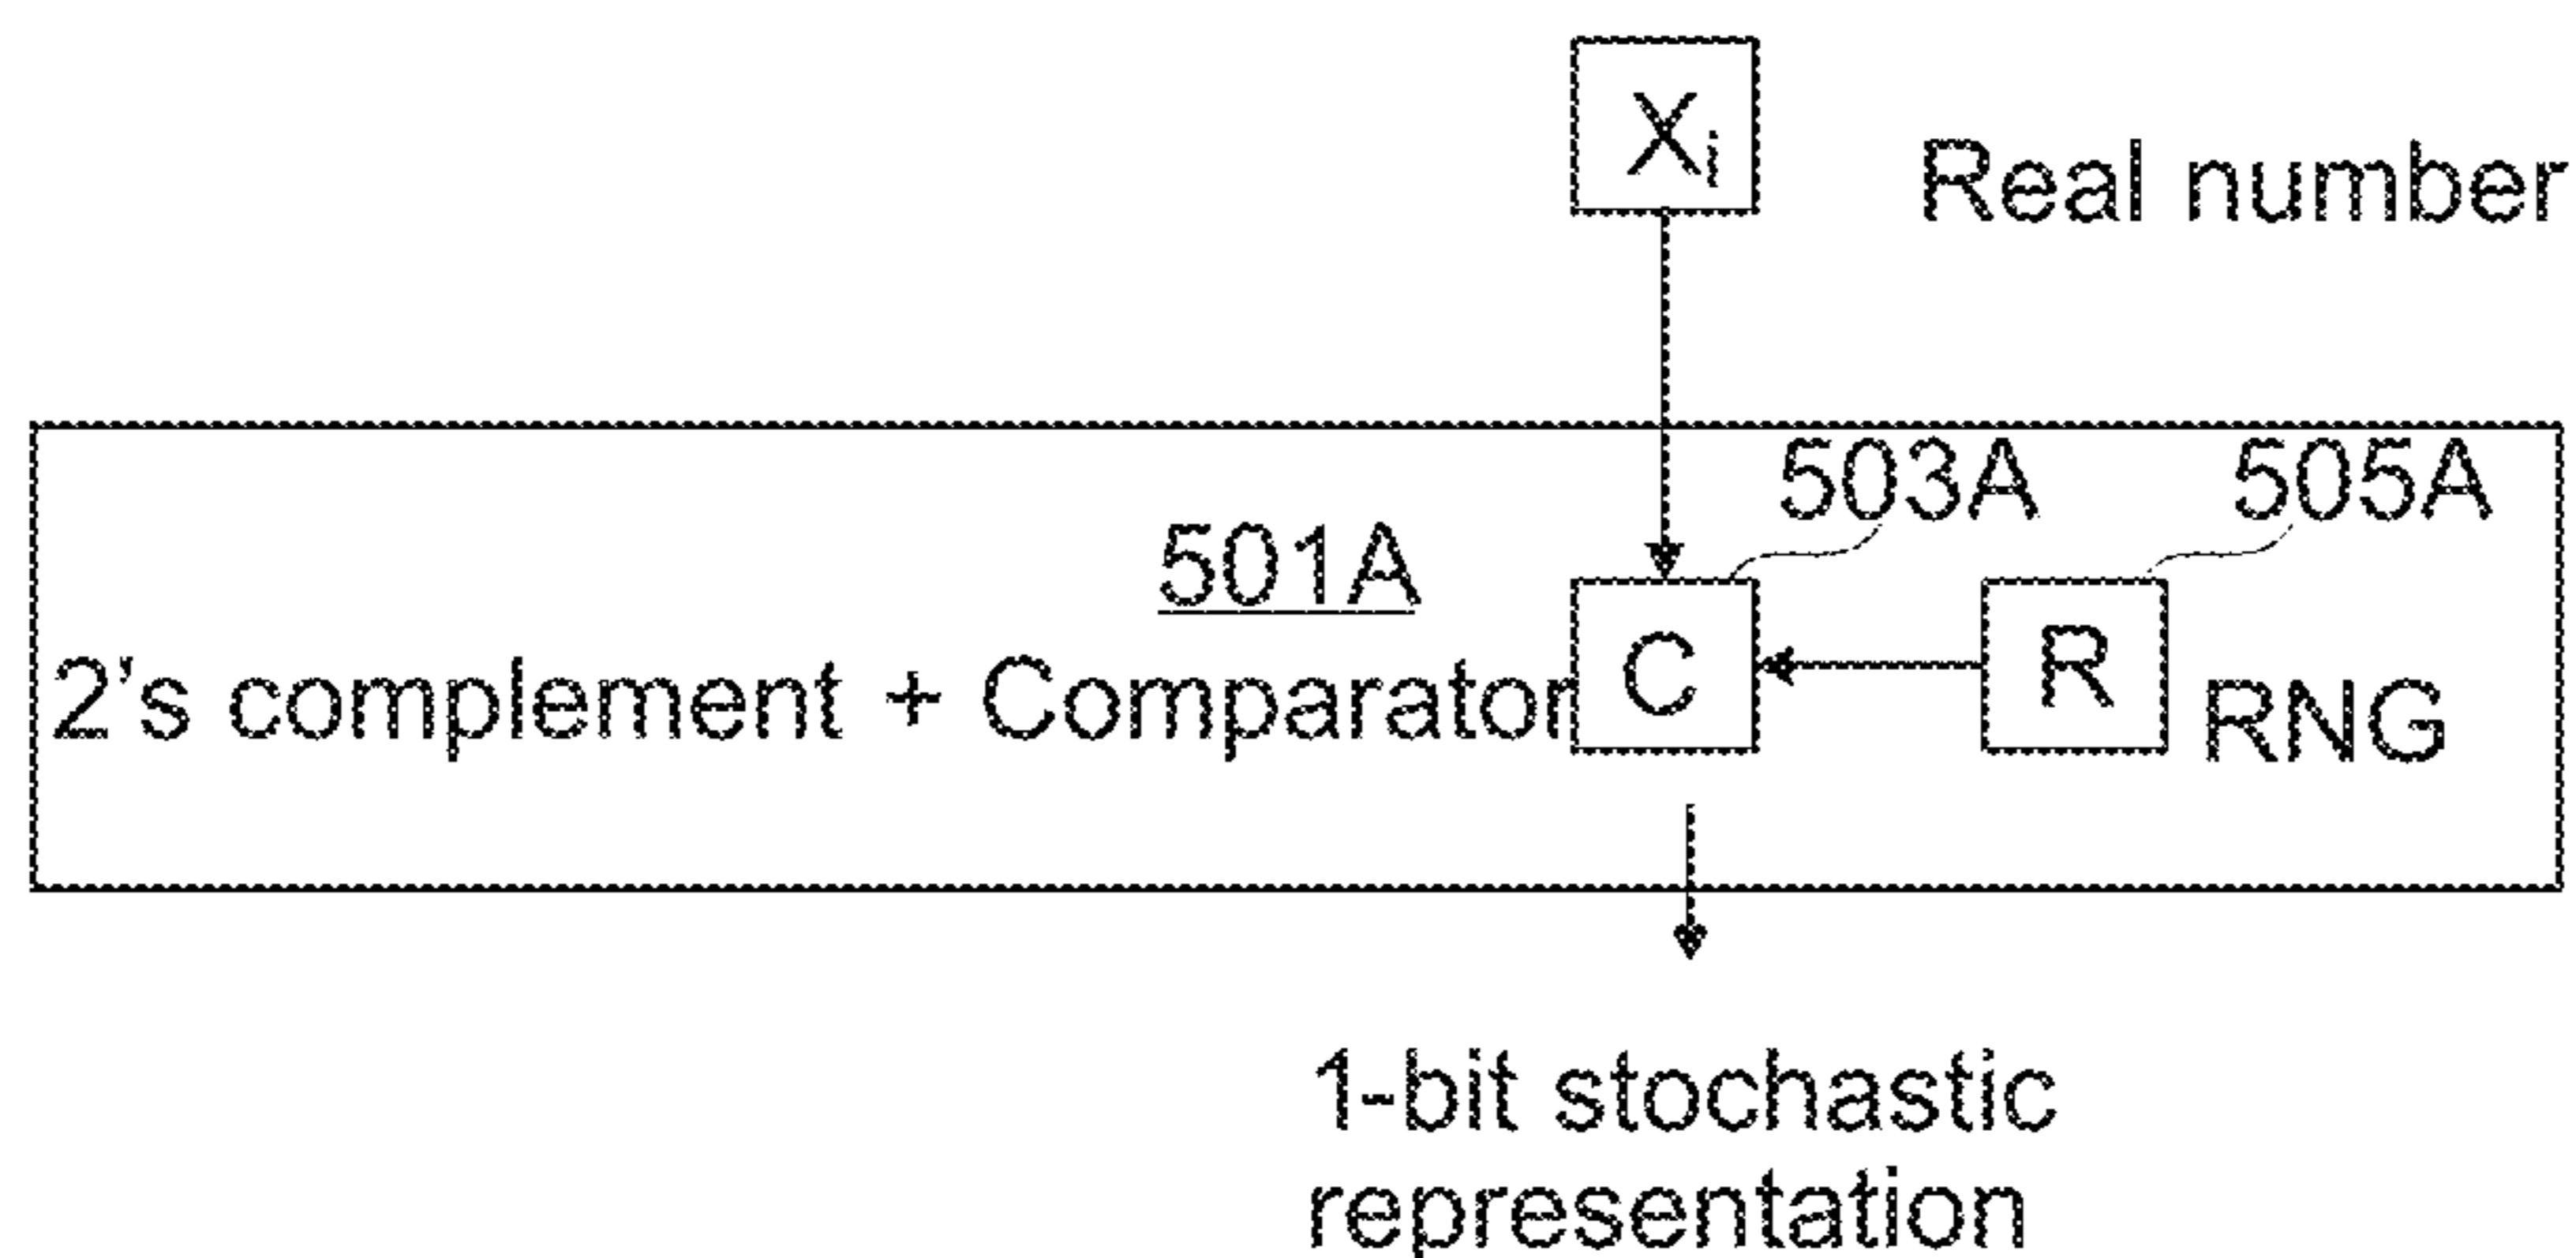 Xi
Real number
503A
505A
501A
2's complement + Comparator
C
R
RNG
1-bit stochastic
representation